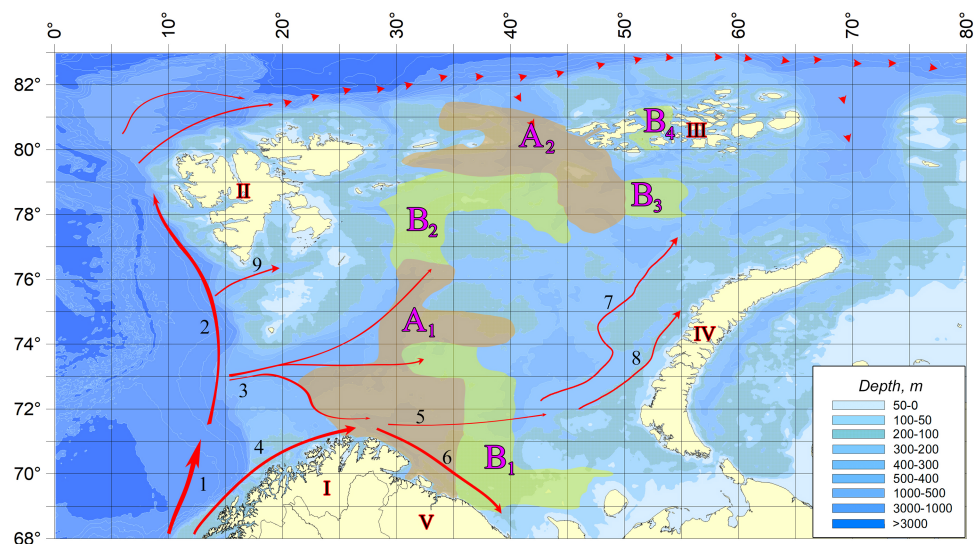 0° 10° 20° 30° 40° 50° 60° 70° 80°
82°
80°
78°
76°
74°
72°
70°
68°
A₂
B₄
III
II
B₃
B₂
9
7
2
A₁
IV
8
3
5
4
6
B₁
1
I
V
Depth, m
50-0
100-50
200-100
300-200
400-300
500-400
1000-500
3000-1000
>3000